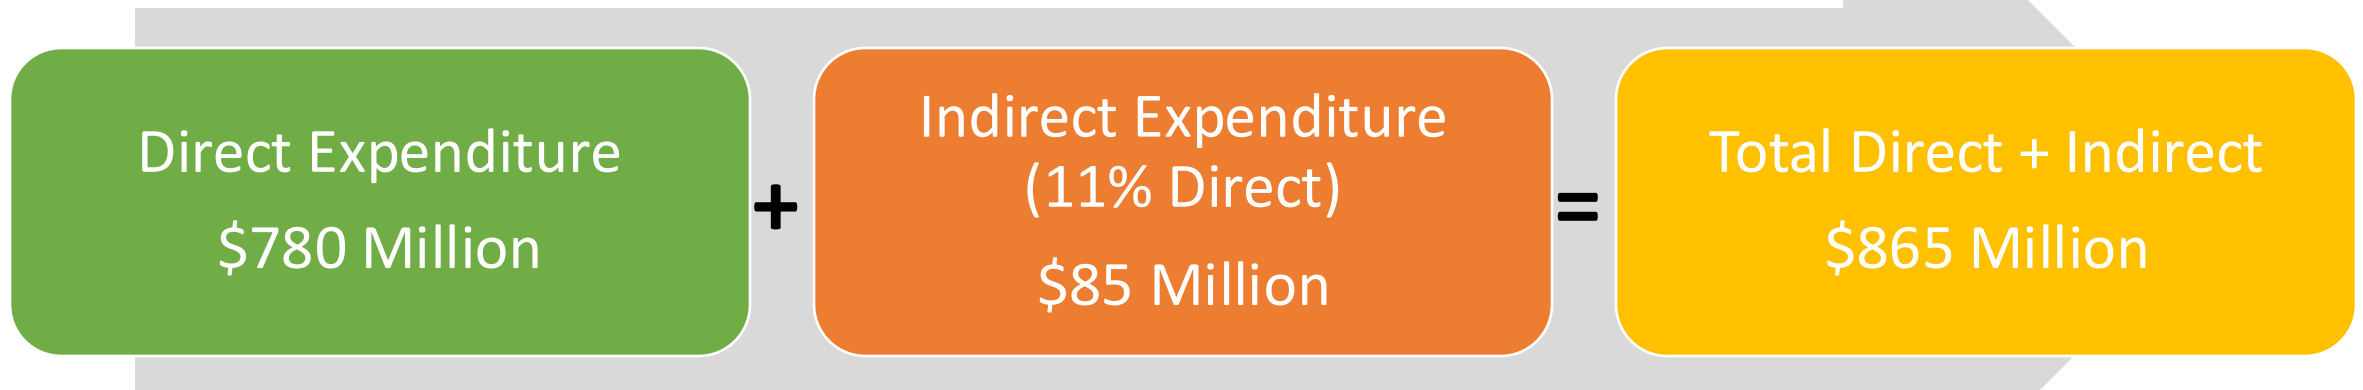 Direct Expenditure
$780 Million
+
Indirect Expenditure
(11% Direct)
$85 Million
=
Total Direct + Indirect
$865 Million